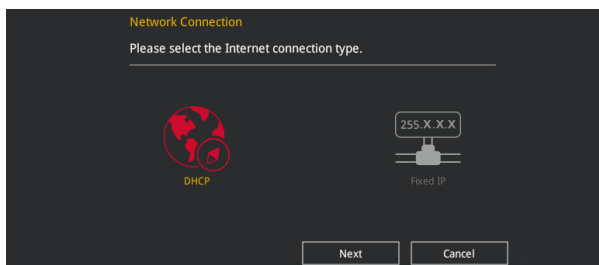 Network Connection
Please select the Internet connection type.
255.X.X.X
DHCP
Fixed IP
Next
Cancel